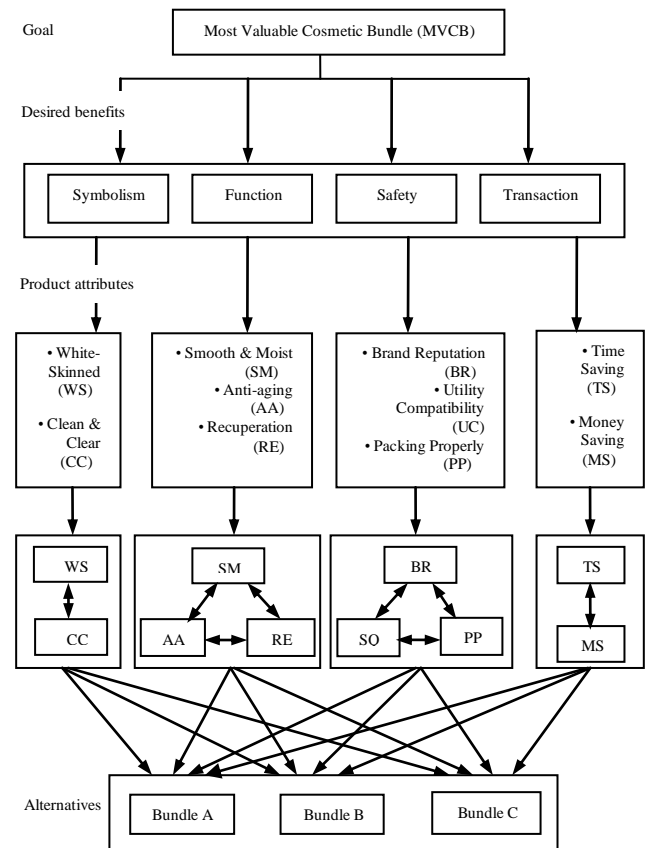 Goal
Most Valuable Cosmetic Bundle (MVCB)
Desired benefits
Symbolism
Function
Safety
Transaction
Product attributes
• White-
Skinned
(WS)
• Clean &
Clear
(CC)
• Smooth & Moist
(SM)
• Anti-aging
(AA)
• Recuperation
(RE)
• Brand Reputation
(BR)
• Utility
Compatibility
(UC)
• Packing Properly
(PP)
• Time
Saving
(TS)
• Money
Saving
(MS)
WS
CC
SM
AA
RE
BR
SQ
PP
TS
MS
Alternatives
Bundle A
Bundle B
Bundle C